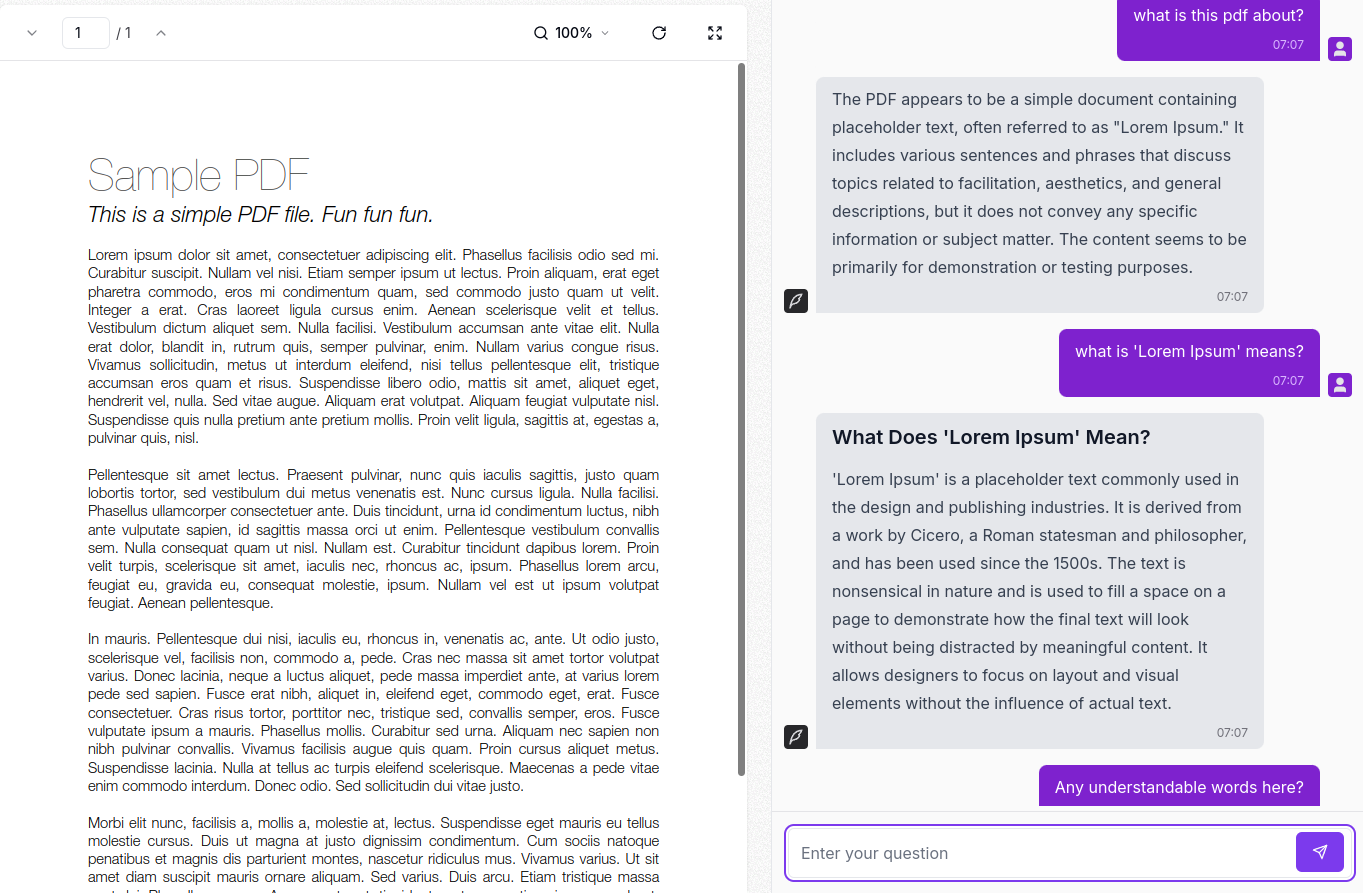 1 / 1
100%
Sample PDF
This is a simple PDF file. Fun fun fun.
Lorem ipsum dolor sit amet, consectetuer adipiscing elit. Phasellus facilisis odio sed mi.
Curabitur suscipit. Nullam vel nisi. Etiam semper ipsum ut lectus. Proin aliquam, erat eget
pharetra commodo, eros mi condimentum quam, sed commodo justo quam ut velit.
Integer a erat. Cras laoreet ligula cursus enim. Aenean scelerisque velit et tellus.
Vestibulum dictum aliquet sem. Nulla facilisi. Vestibulum accumsan ante vitae elit. Nulla
erat dolor, blandit in, rutrum quis, semper pulvinar, enim. Nullam varius congue risus.
Vivamus sollicitudin, metus ut interdum eleifend, nisi tellus pellentesque elit, tristique
accumsan eros quam et risus. Suspendisse libero odio, mattis sit amet, aliquet eget,
hendrerit vel, nulla. Sed vitae augue. Aliquam erat volutpat. Aliquam feugiat vulputate nisl.
Suspendisse quis nulla pretium ante pretium mollis. Proin velit ligula, sagittis at, egestas a,
pulvinar quis, nisl.
Pellentesque sit amet lectus. Praesent pulvinar, nunc quis iaculis sagittis, justo quam
lobortis tortor, sed vestibulum dui metus venenatis est. Nunc cursus ligula. Nulla facilisi.
Phasellus ullamcorper consectetuer ante. Duis tincidunt, urna id condimentum luctus, nibh
ante vulputate sapien, id sagittis massa orci ut enim. Pellentesque vestibulum convallis
sem. Nulla consequat quam ut nisl. Nullam est. Curabitur tincidunt dapibus lorem. Proin
velit turpis, scelerisque sit amet, iaculis nec, rhoncus ac, ipsum. Phasellus lorem arcu,
feugiat eu, gravida eu, consequat molestie, ipsum. Nullam vel est ut ipsum volutpat
feugiat. Aenean pellentesque.
In mauris. Pellentesque dui nisi, iaculis eu, rhoncus in, venenatis ac, ante. Ut odio justo,
scelerisque vel, facilisis non, commodo a, pede. Cras nec massa sit amet tortor volutpat
varius. Donec lacinia, neque a luctus aliquet, pede massa imperdiet ante, at varius lorem
pede sed sapien. Fusce erat nibh, aliquet in, eleifend eget, commodo eget, erat. Fusce
consectetuer. Cras risus tortor, porttitor nec, tristique sed, convallis semper, eros. Fusce
vulputate ipsum a mauris. Phasellus mollis. Curabitur sed urna. Aliquam nec sapien non
nibh pulvinar convallis. Vivamus facilisis augue quis quam. Proin cursus aliquet metus.
Suspendisse lacinia. Nulla at tellus ac turpis eleifend scelerisque. Maecenas a pede vitae
enim commodo interdum. Donec odio. Sed sollicitudin dui vitae justo.
Morbi elit nunc, facilisis a, mollis a, molestie at, lectus. Suspendisse eget mauris eu tellus
molestie cursus. Duis ut magna at justo dignissim condimentum. Cum sociis natoque
penatibus et magnis dis parturient montes, nascetur ridiculus mus. Vivamus varius. Ut sit
amet diam suscipit mauris ornare aliquam. Sed varius. Duis arcu. Etiam tristique massa
what is this pdf about?
07:07
The PDF appears to be a simple document containing
placeholder text, often referred to as "Lorem Ipsum." It
includes various sentences and phrases that discuss
topics related to facilitation, aesthetics, and general
descriptions, but it does not convey any specific
information or subject matter. The content seems to be
primarily for demonstration or testing purposes.
07:07
what is 'Lorem Ipsum' means?
07:07
What Does 'Lorem Ipsum' Mean?
'Lorem Ipsum' is a placeholder text commonly used in
the design and publishing industries. It is derived from
a work by Cicero, a Roman statesman and philosopher,
and has been used since the 1500s. The text is
nonsensical in nature and is used to fill a space on a
page to demonstrate how the final text will look
without being distracted by meaningful content. It
allows designers to focus on layout and visual
elements without the influence of actual text.
07:07
Any understandable words here?
Enter your question